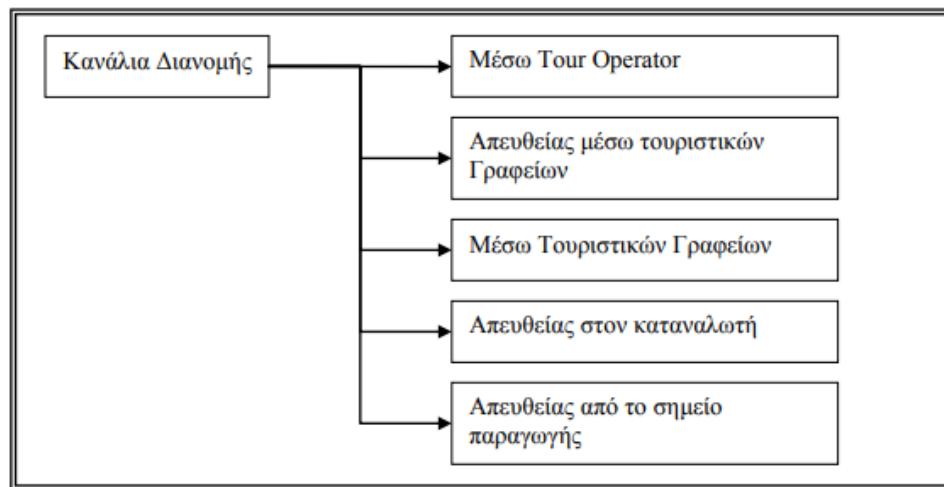 Κανάλια Διανομής
Μέσω Tour Operator
Απευθείας μέσω τουριστικών
Γραφείων
Μέσω Τουριστικών Γραφείων
Απευθείας στον καταναλωτή
Απευθείας από το σημείο
παραγωγής